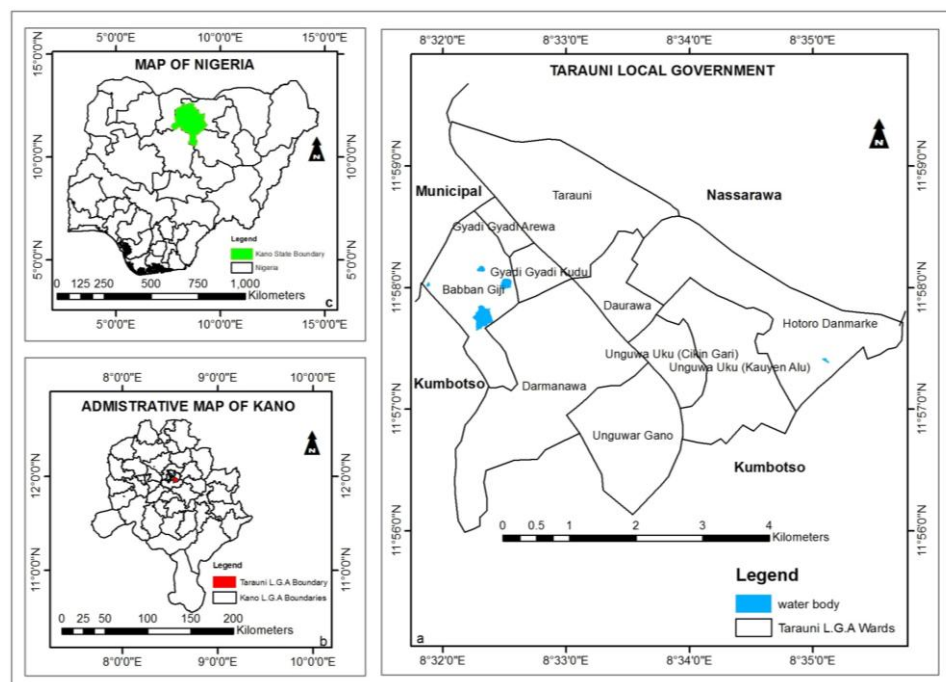 5°0'0"E 10°0'0"E 15°0'0"E
MAP OF NIGERIA
15°0'0"N
10°0'0"N 10°0'0"N
5°0'0"N 5°0'0"N
N
Legend
Kano State Boundary
Nigeria
0 125 250 500 750 1,000
Kilometers
c
5°0'0"E 10°0'0"E 15°0'0"E
8°0'0"E 9°0'0"E 10°0'0"E
ADMISTRATIVE MAP OF KANO
12°0'0"N 12°0'0"N
11°0'0"N 11°0'0"N
N
Legend
Tarauni L.G.A Boundary
Kano L.G.A Boundaries
0 25 50 100 150 200
Kilometers
b
8°0'0"E 9°0'0"E 10°0'0"E
8°32'0"E 8°33'0"E 8°34'0"E 8°35'0"E
TARAUNI LOCAL GOVERNMENT
N
11°59'0"N 11°59'0"N
Municipal
Tarauni
Nassarawa
Gyadi Gyadi Arewa
Gyadi Gyadi Kudu
11°58'0"N 11°58'0"N
Babban Giji
Daurawa
Hotoro Danmarke
Unguwa Uku (Cikin Gari)
Unguwa Uku (Kauyen Alu)
Kumbotso
Darmanawa
11°57'0"N 11°57'0"N
Unguwar Gano
Kumbotso
11°56'0"N 11°56'0"N
0 0.5 1 2 3 4
Kilometers
Legend
water body
Tarauni L.G.A Wards
a
8°32'0"E 8°33'0"E 8°34'0"E 8°35'0"E